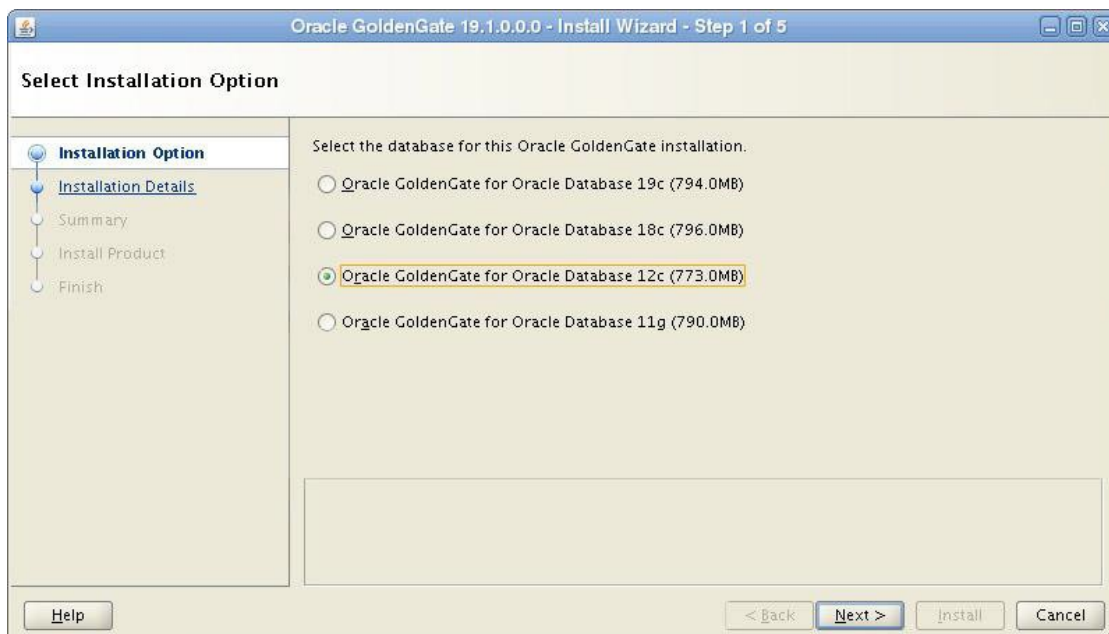 Oracle GoldenGate 19.1.0.0.0 - Install Wizard - Step 1 of 5
Select Installation Option
Installation Option
Installation Details
Summary
Install Product
Finish
Select the database for this Oracle GoldenGate installation.
Oracle GoldenGate for Oracle Database 19c (794.0MB)
Oracle GoldenGate for Oracle Database 18c (796.0MB)
Oracle GoldenGate for Oracle Database 12c (773.0MB)
Oracle GoldenGate for Oracle Database 11g (790.0MB)
Help
< Back
Next >
Install
Cancel